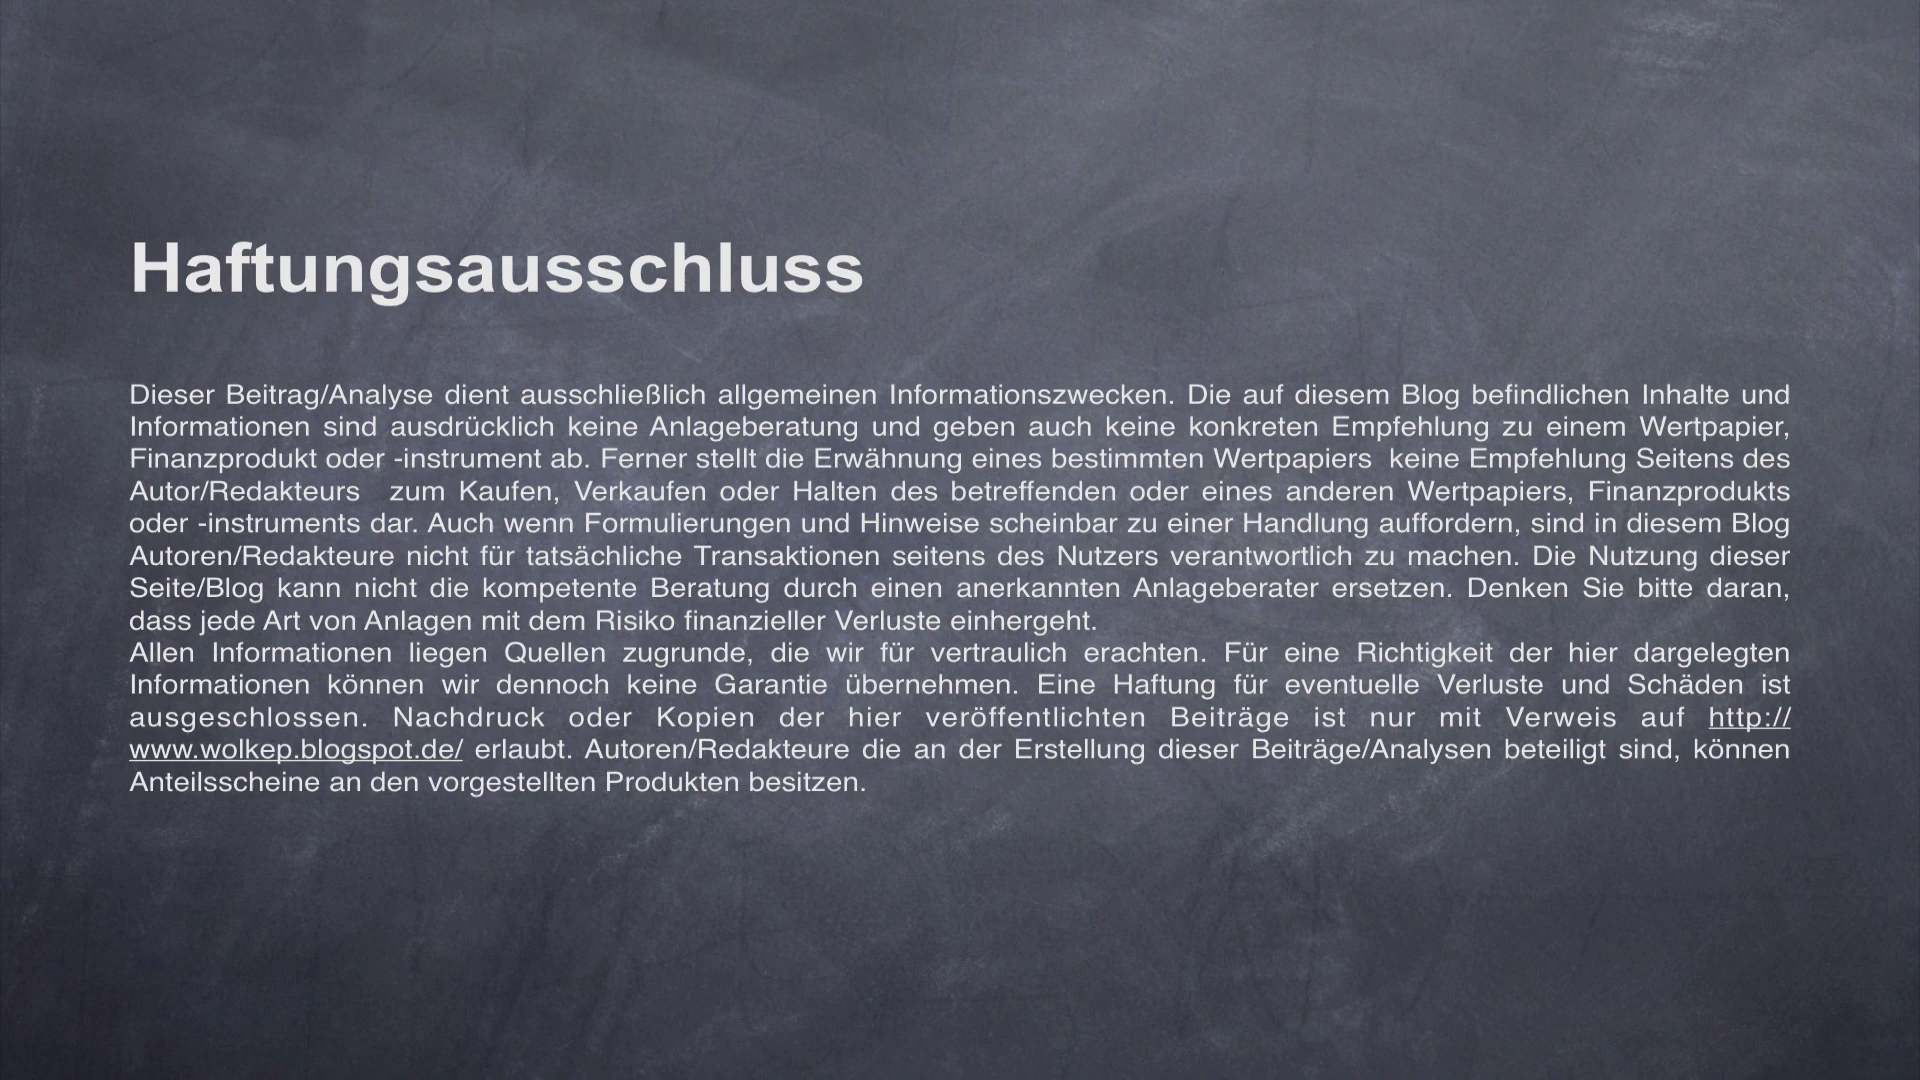 Haftungsausschluss
Dieser Beitrag/Analyse dient ausschließlich allgemeinen Informationszwecken. Die auf diesem Blog befindlichen Inhalte und
Informationen sind ausdrücklich keine Anlageberatung und geben auch keine konkreten Empfehlung zu einem Wertpapier,
Finanzprodukt oder -instrument ab. Ferner stellt die Erwähnung eines bestimmten Wertpapiers keine Empfehlung Seitens des
Autor/Redakteurs zum Kaufen, Verkaufen oder Halten des betreffenden oder eines anderen Wertpapiers, Finanzprodukts
oder -instruments dar. Auch wenn Formulierungen und Hinweise scheinbar zu einer Handlung auffordern, sind in diesem Blog
Autoren/Redakteure nicht für tatsächliche Transaktionen seitens des Nutzers verantwortlich zu machen. Die Nutzung dieser
Seite/Blog kann nicht die kompetente Beratung durch einen anerkannten Anlageberater ersetzen. Denken Sie bitte daran,
dass jede Art von Anlagen mit dem Risiko finanzieller Verluste einhergeht.
Allen Informationen liegen Quellen zugrunde, die wir für vertraulich erachten. Für eine Richtigkeit der hier dargelegten
Informationen können wir dennoch keine Garantie übernehmen. Eine Haftung für eventuelle Verluste und Schäden ist
ausgeschlossen. Nachdruck oder Kopien der hier veröffentlichten Beiträge ist nur mit Verweis auf http://
www.wolkep.blogspot.de/ erlaubt. Autoren/Redakteure die an der Erstellung dieser Beiträge/Analysen beteiligt sind, können
Anteilsscheine an den vorgestellten Produkten besitzen.